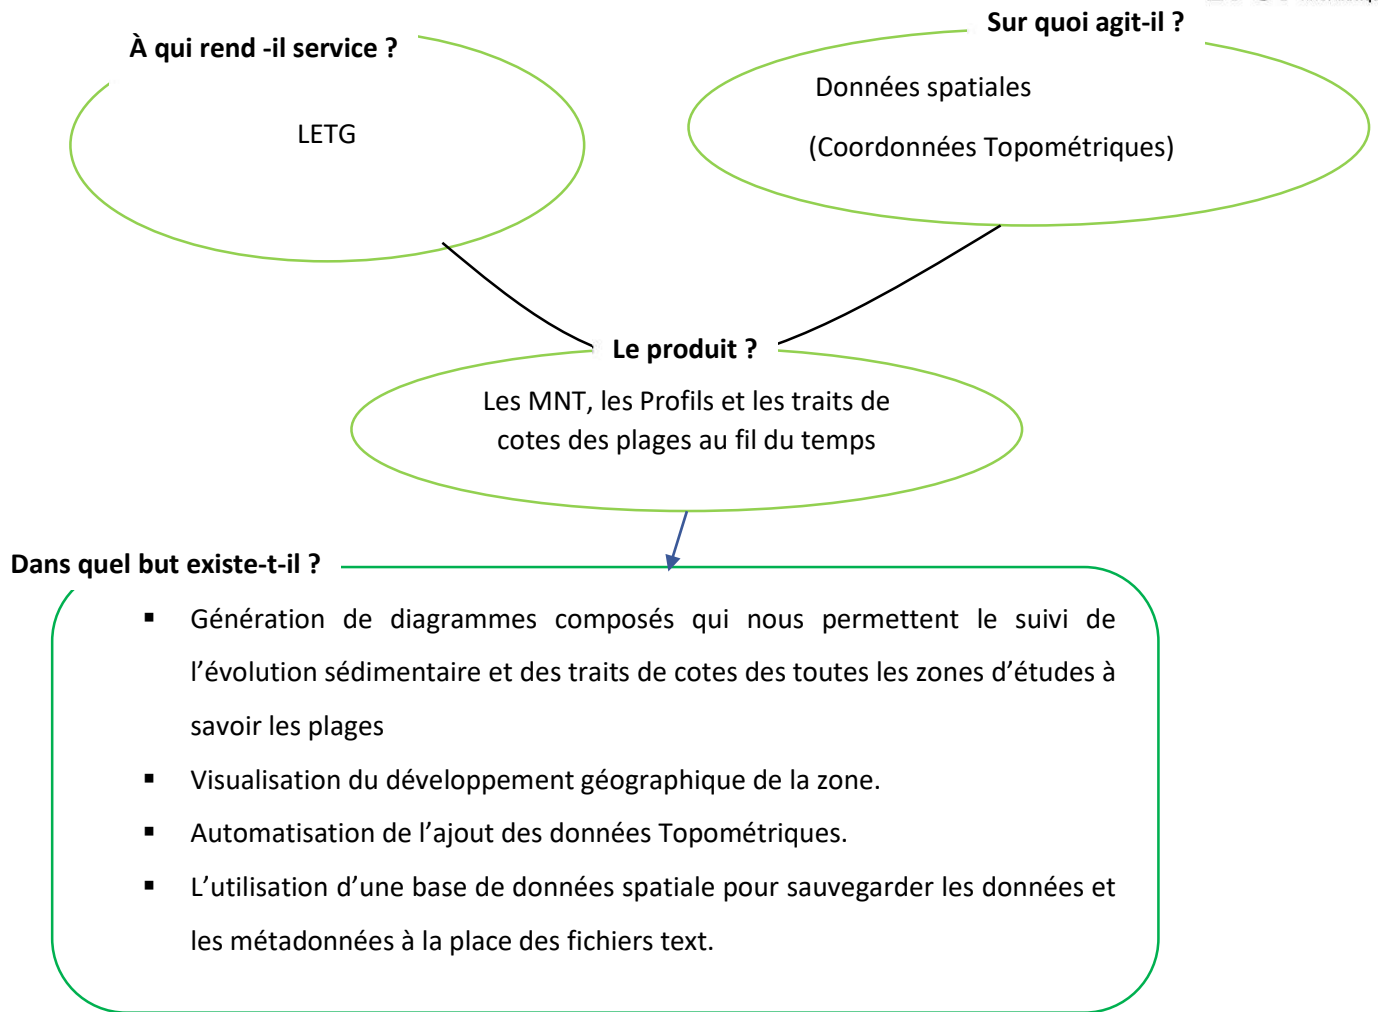 Sur quoi agit-il ?
À qui rend -il service ?
Données spatiales
LETG
(Coordonnées Topométriques)
Le produit ?
Les MNT, les Profils et les traits de
cotes des plages au fil du temps
Dans quel but existe-t-il ?
▪ Génération de diagrammes composés qui nous permettent le suivi de
l’évolution sédimentaire et des traits de cotes des toutes les zones d’études à
savoir les plages
▪ Visualisation du développement géographique de la zone.
▪ Automatisation de l’ajout des données Topométriques.
▪ L’utilisation d’une base de données spatiale pour sauvegarder les données et
les métadonnées à la place des fichiers text.